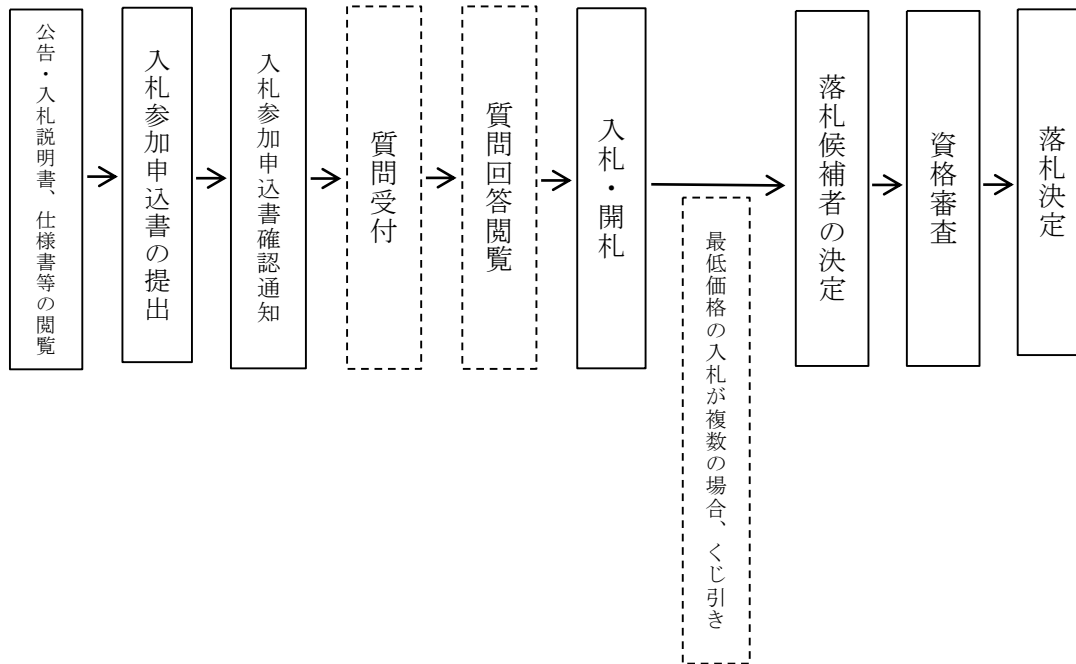 公告・入札説明書、仕様書等の閲覧
入札参加申込書の提出
入札参加申込書確認通知
質問受付
質問回答閲覧
入札・開札
最低価格の入札が複数の場合、くじ引き
落札候補者の決定
資格審査
落札決定